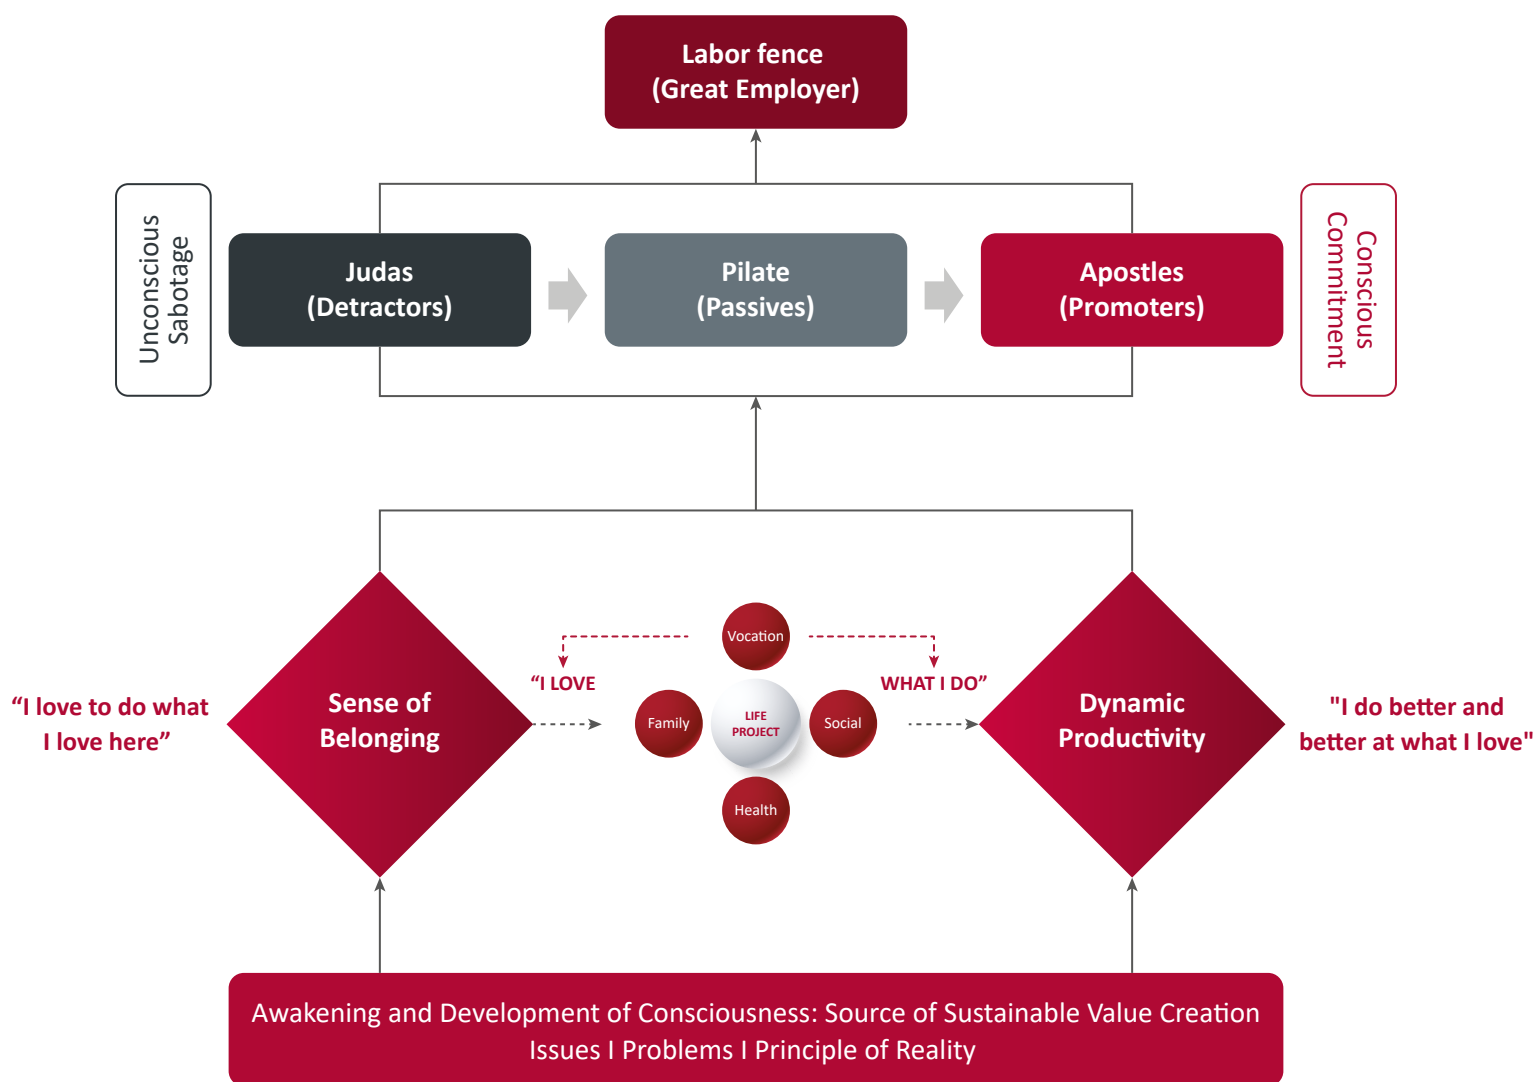 Labor fence
(Great Employer)
Unconscious
Sabotage
Judas
(Detractors)
Pilate
(Passives)
Apostles
(Promoters)
Conscious
Commitment
Vocation
“I LOVE
WHAT I DO”
“I love to do what
I love here”
Sense of
Belonging
Family
LIFE
PROJECT
Social
Dynamic
Productivity
"I do better and
better at what I love"
Health
Awakening and Development of Consciousness: Source of Sustainable Value Creation
Issues I Problems I Principle of Reality